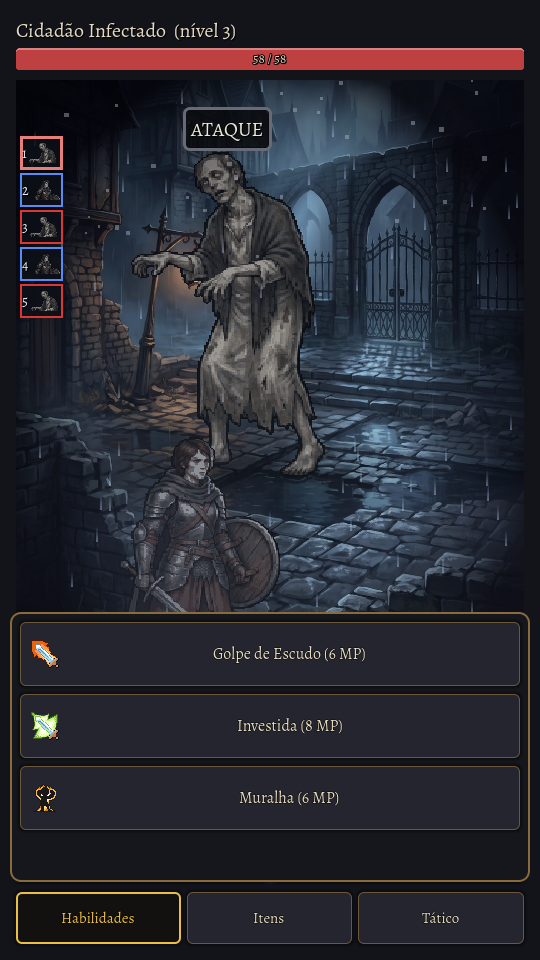 Cidadão Infectado (nível 3)
58 / 58
ATAQUE
1
2
3
4
5
Golpe de Escudo (6 MP)
Investida (8 MP)
Muralha (6 MP)
Habilidades
Itens
Tático